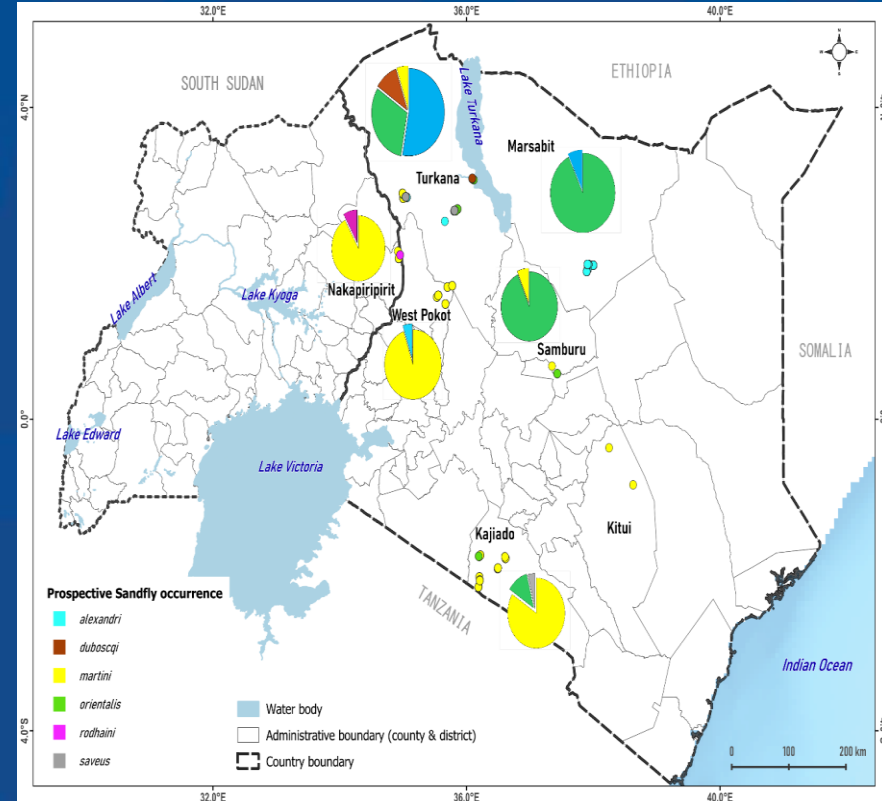 32.0°E
36.0°E
40.0°E
N
W
E
S
SOUTH SUDAN
ETHIOPIA
4.0°N
Lake Turkana
Marsabit
Turkana
Nakapiripirit
Lake Albert
Lake Kyoga
West Pokot
Samburu
SOMALIA
0.0°
Lake Edward
Lake Victoria
Kitui
Kajiado
TANZANIA
Prospective Sandfly occurrence
alexandri
duboscqi
martini
orientalis
rodhaini
saveus
Water body
Administrative boundary (county & district)
Country boundary
Indian Ocean
4.0°S
0 100 200 km
32.0°E
36.0°E
40.0°E